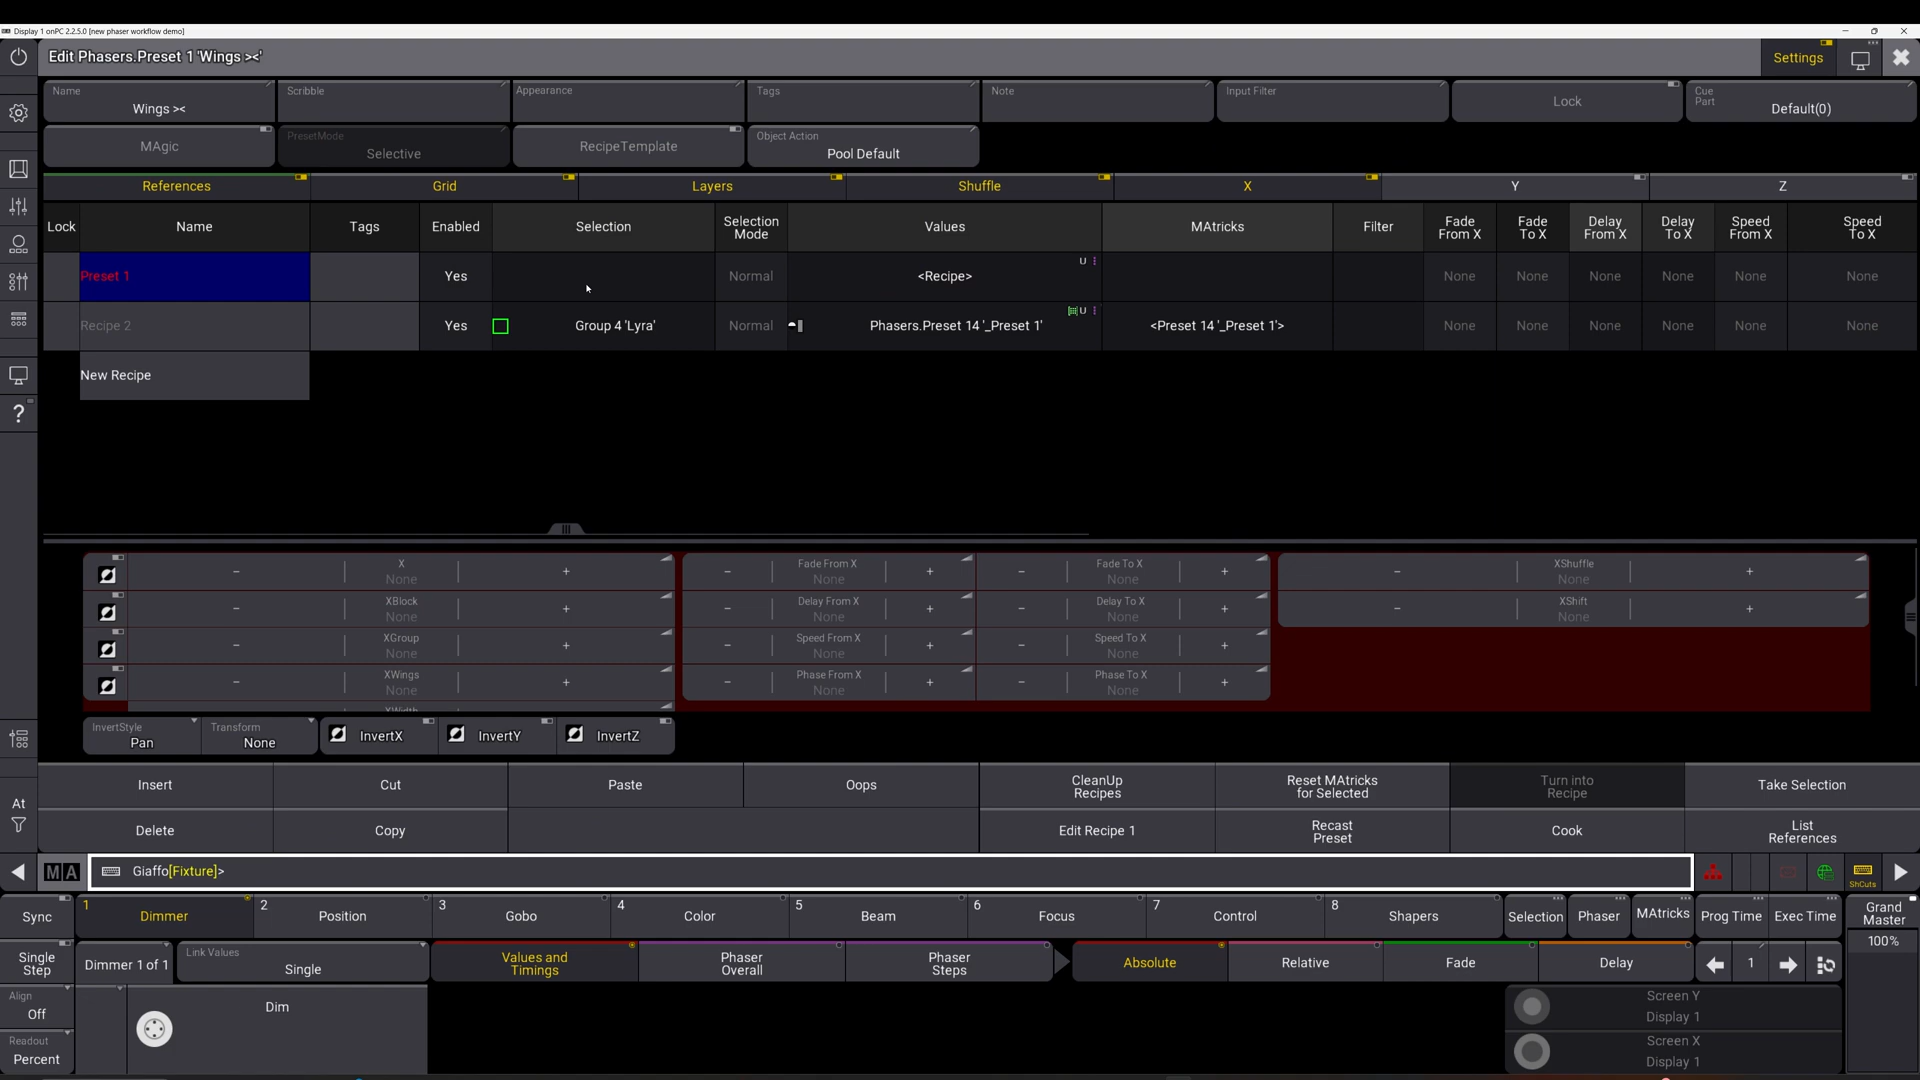 Display 1 onPC 2.2.5.0 [new phaser workflow demo]
Edit Phasers.Preset 1 'Wings ><'
Settings
Name
Wings ><
Scribble
Appearance
Tags
Note
Input Filter
Lock
Cue
Part
Default(0)
MAgic
PresetMode
Selective
RecipeTemplate
Object Action
Pool Default
References
Grid
Layers
Shuffle
X
Y
Z
Lock
Name
Tags
Enabled
Selection
Selection
Mode
Values
MAtricks
Filter
Fade
From X
Fade
To X
Delay
From X
Delay
To X
Speed
From X
Speed
To X
Preset 1
Yes
Normal
<Recipe>
U
None
None
None
None
None
None
Recipe 2
Yes
Group 4 'Lyra'
Normal
Phasers.Preset 14 '_Preset 1'
U
<Preset 14 '_Preset 1'>
None
None
None
None
None
None
New Recipe
- X None +
- Fade From X None +
- Fade To X None +
- XShuffle None +
- XBlock None +
- Delay From X None +
- Delay To X None +
- XShift None +
- XGroup None +
- Speed From X None +
- Speed To X None +
- XWings None +
- Phase From X None +
- Phase To X None +
XWidth
InvertStyle
Pan
Transform
None
InvertX
InvertY
InvertZ
Insert
Cut
Paste
Oops
CleanUp
Recipes
Reset MAtricks
for Selected
Turn into
Recipe
Take Selection
At
Delete
Copy
Edit Recipe 1
Recast
Preset
Cook
List
References
MA
Giaffo[Fixture]>
ShCuts
Sync
1 Dimmer
2 Position
3 Gobo
4 Color
5 Beam
6 Focus
7 Control
8 Shapers
Selection
Phaser
MAtricks
Prog Time
Exec Time
Grand
Master
100%
Single
Step
Dimmer 1 of 1
Link Values
Single
Values and
Timings
Phaser
Overall
Phaser
Steps
Absolute
Relative
Fade
Delay
1
Align
Off
Dim
Screen Y
Display 1
Readout
Percent
Screen X
Display 1